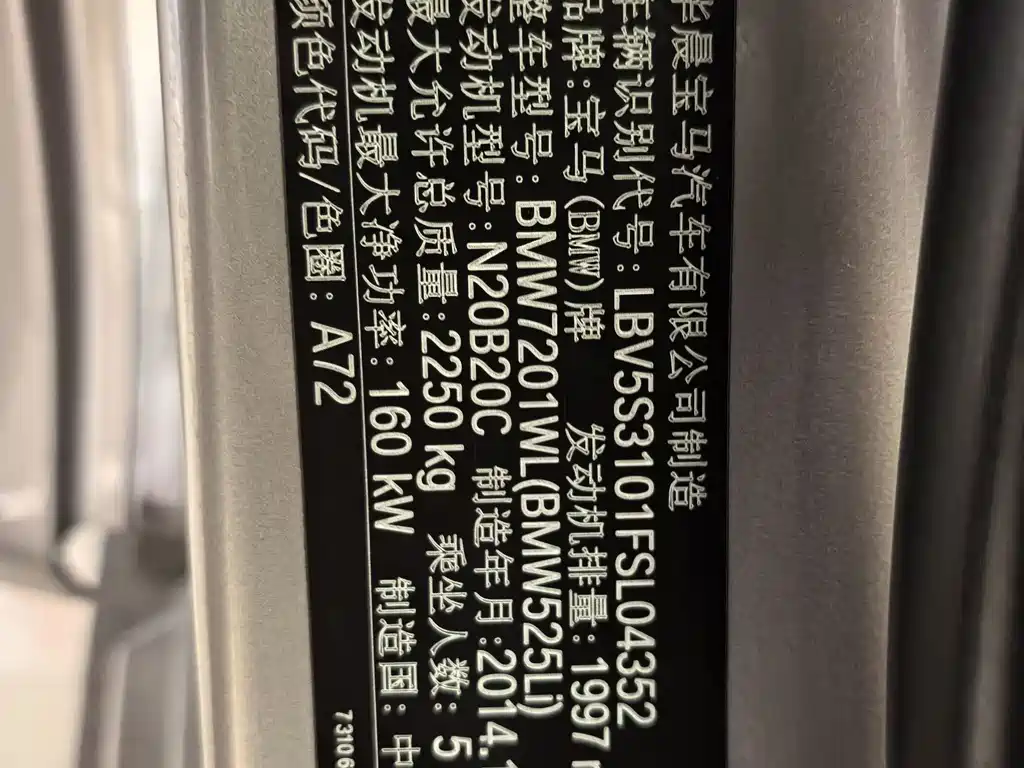 华晨宝马汽车有限公司制造
车辆识别代号:LBV5S3101FSL04352
品牌:宝马(BMW)牌 发动机排量:1997
整车型号:BMW7201WL(BMW525Li)
发动机型号:N20B20C 制造年月:2014.1
最大允许总质量:2250 kg 乘坐人数:5
发动机最大净功率:160 kW 制造国:中
颜色代码/色圈:A72
73106